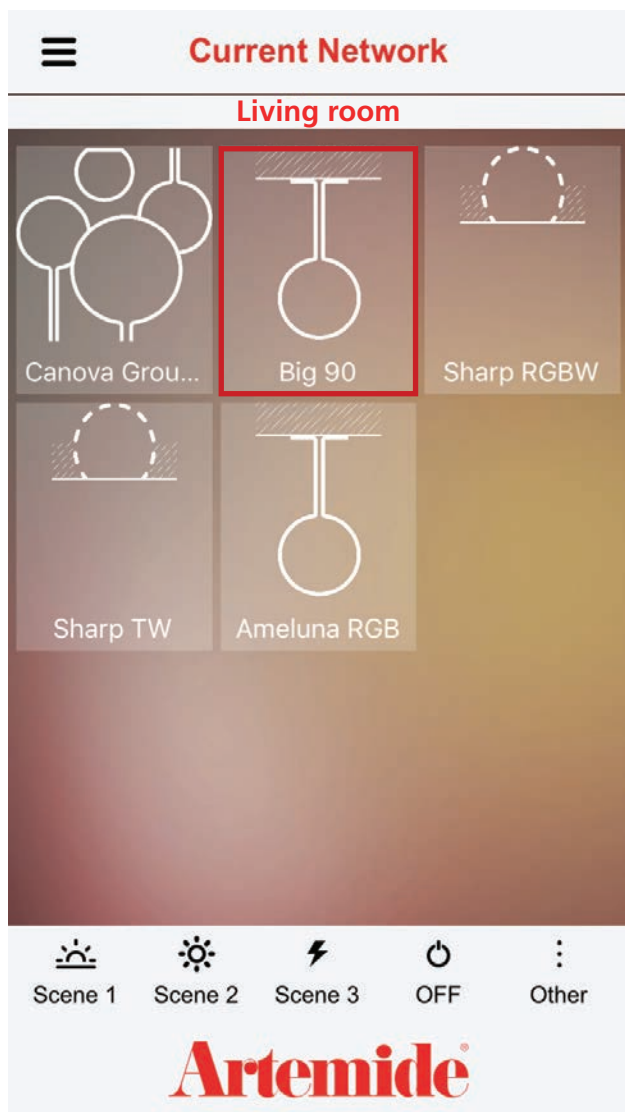 Current Network
Living room
Canova Grou...
Big 90
Sharp RGBW
Sharp TW
Ameluna RGB
Scene 1
Scene 2
Scene 3
OFF
Other
Artemide®